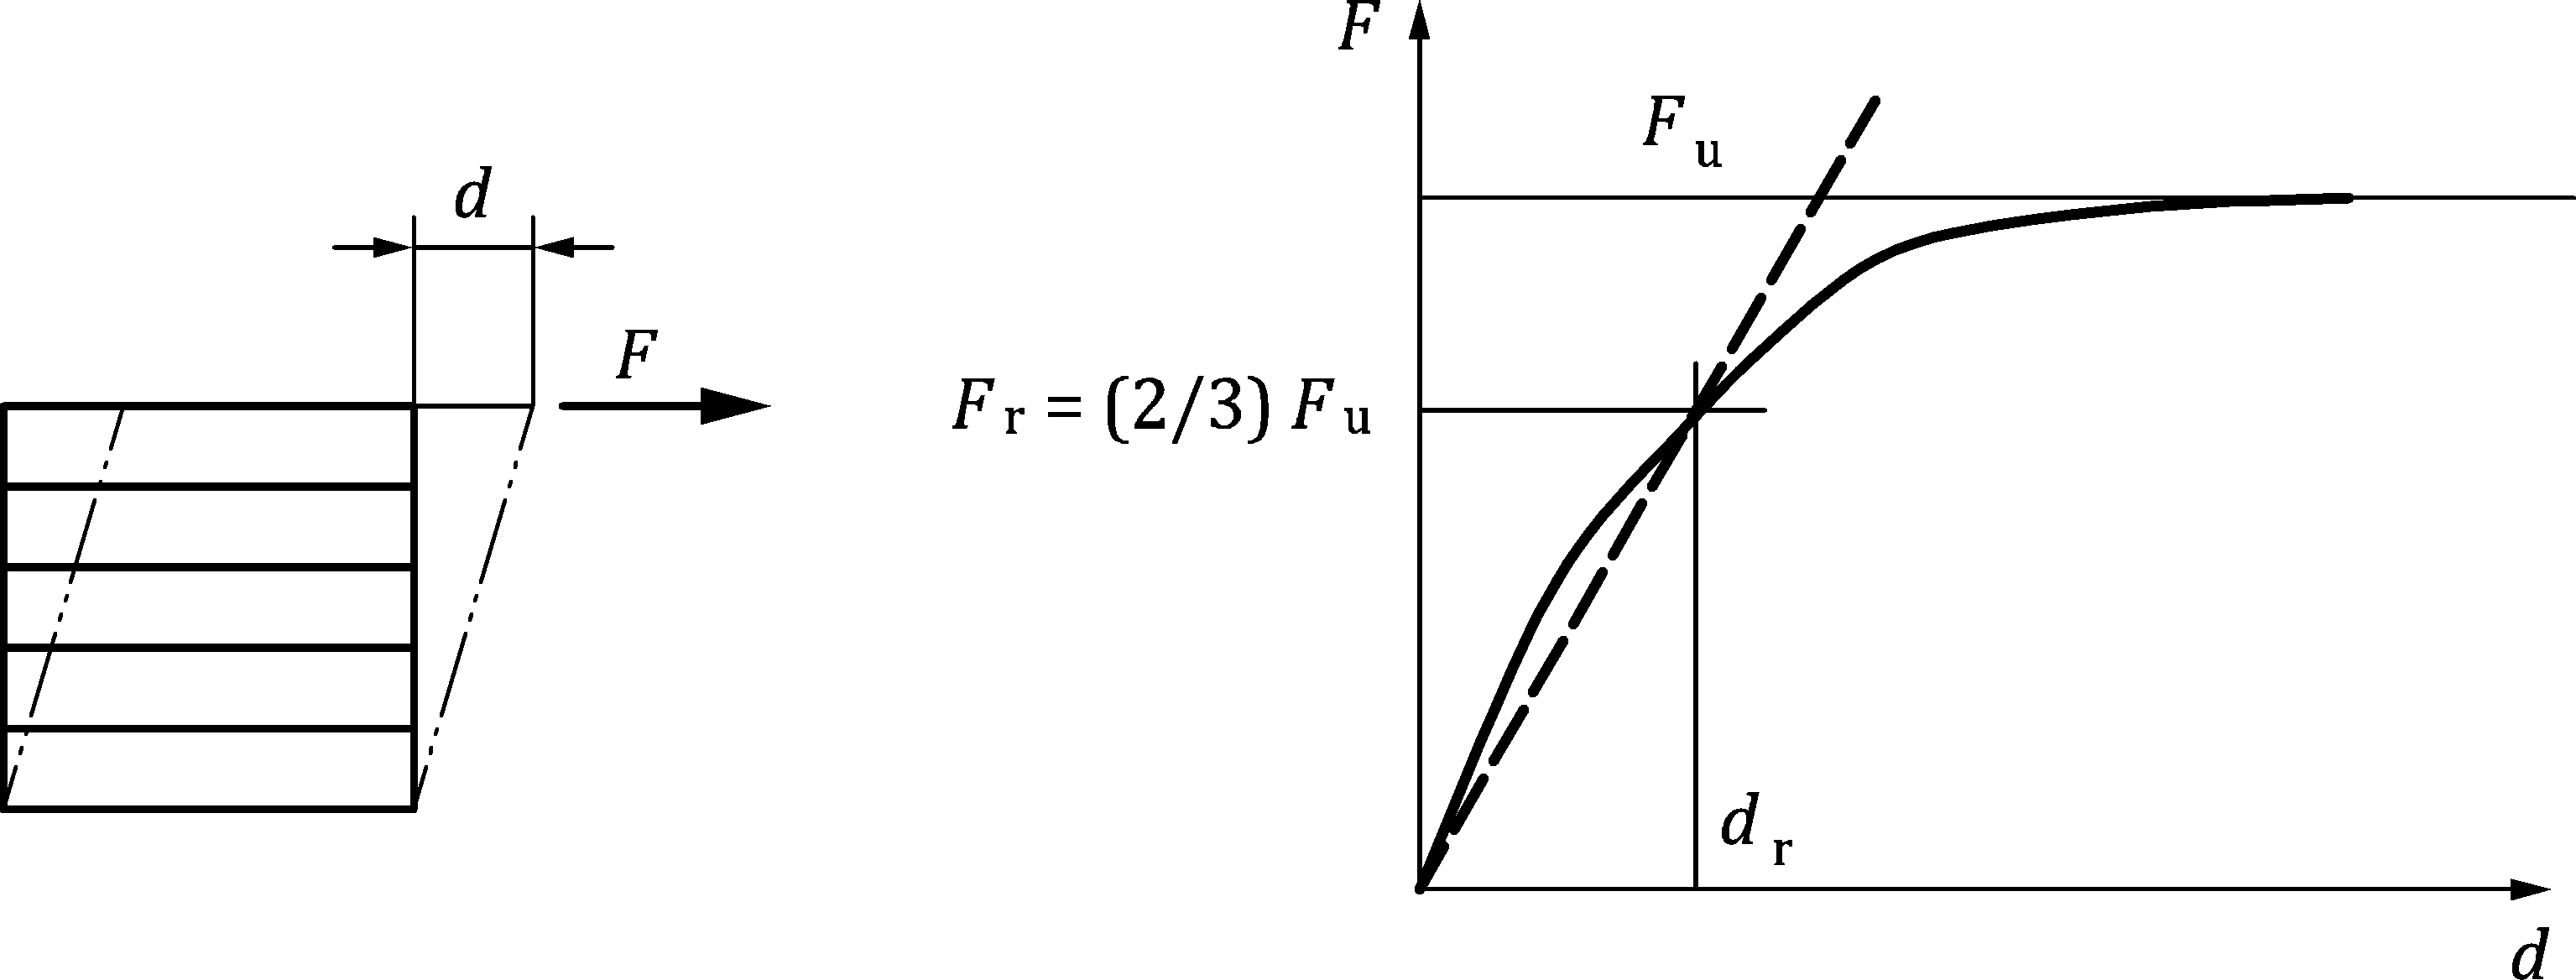 d
F
F
F u
F r = (2/3) F u
d r
d